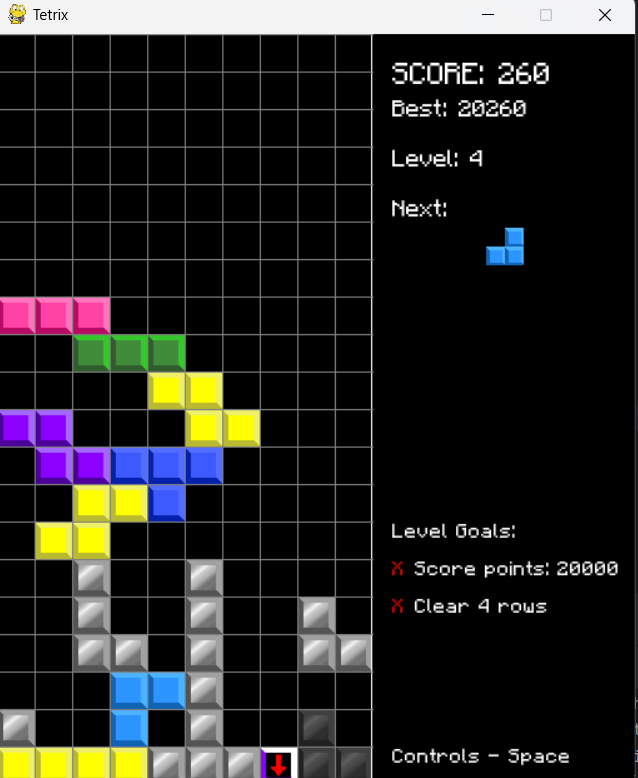 Tetrix
SCORE: 260
Best: 20260
Level: 4
Next:
Level Goals:
X Score points: 20000
X Clear 4 rows
Controls - Space